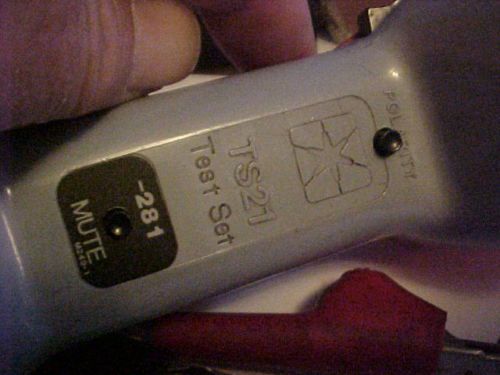 POLARITY
TS21
Test Set
-281
MUTE